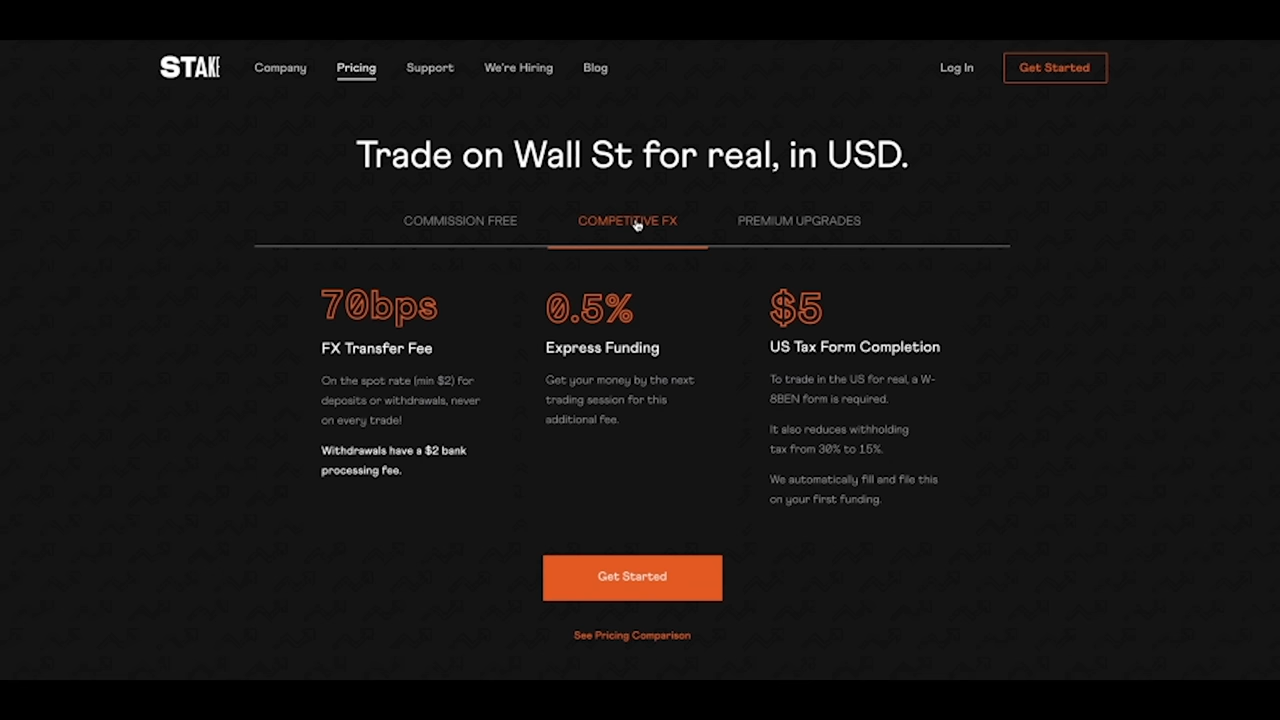 STAKE
Company
Pricing
Support
We're Hiring
Blog
Log In
Get Started
Trade on Wall St for real, in USD.
COMMISSION FREE
COMPETITIVE FX
PREMIUM UPGRADES
70bps
FX Transfer Fee
On the spot rate (min $2) for
deposits or withdrawals, never
on every trade!
Withdrawals have a $2 bank
processing fee.
0.5%
Express Funding
Get your money by the next
trading session for this
additional fee.
$5
US Tax Form Completion
To trade in the US for real, a W-
8BEN form is required.
It also reduces withholding
tax from 30% to 15%.
We automatically fill and file this
on your first funding.
Get Started
See Pricing Comparison